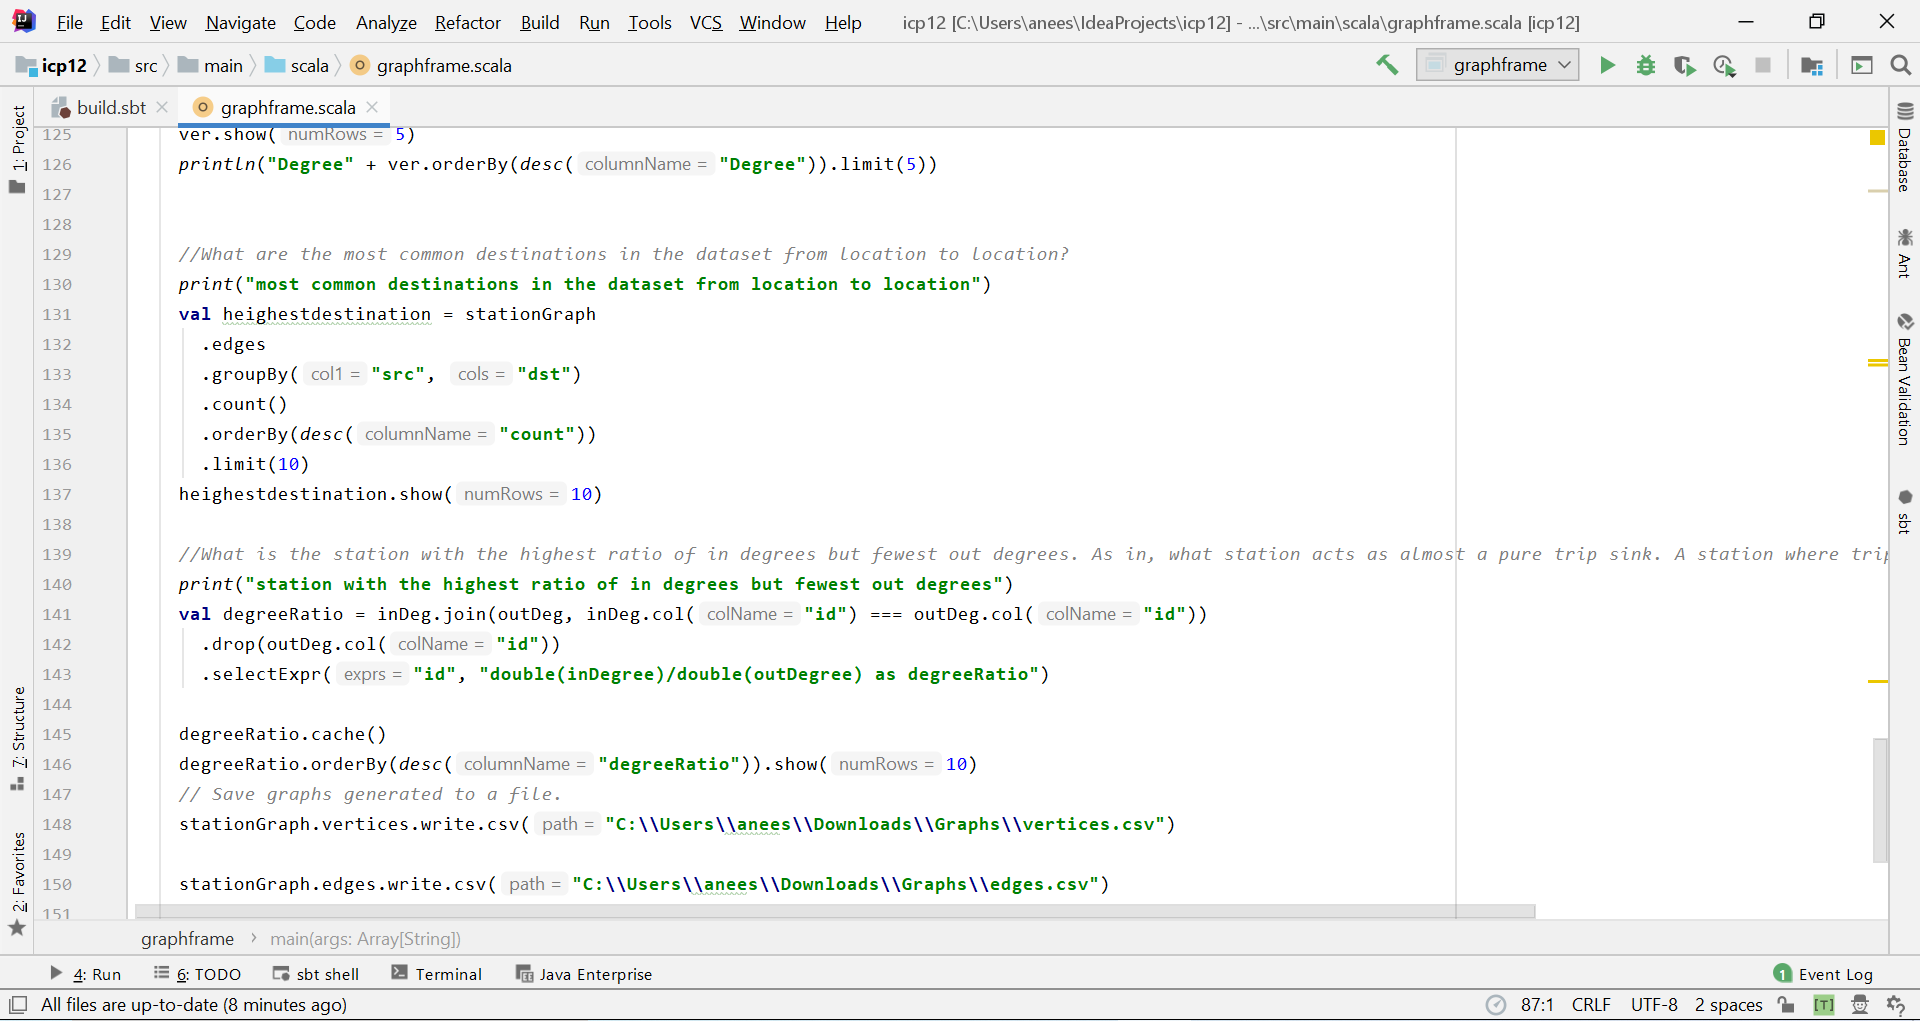 File Edit View Navigate Code Analyze Refactor Build Run Tools VCS Window Help icp12 [C:\Users\anees\IdeaProjects\icp12] - ...\src\main\scala\graphframe.scala [icp12]
icp12 src main scala graphframe.scala graphframe
build.sbt graphframe.scala
1: Project
7: Structure
2: Favorites
125 ver.show( numRows = 5)
126 println("Degree" + ver.orderBy(desc( columnName = "Degree")).limit(5))
127
128
129 //What are the most common destinations in the dataset from location to location?
130 print("most common destinations in the dataset from location to location")
131 val heighestdestination = stationGraph
132 .edges
133 .groupBy( col1 = "src", cols = "dst")
134 .count()
135 .orderBy(desc( columnName = "count"))
136 .limit(10)
137 heighestdestination.show( numRows = 10)
138
139 //What is the station with the highest ratio of in degrees but fewest out degrees. As in, what station acts as almost a pure trip sink. A station where trip
140 print("station with the highest ratio of in degrees but fewest out degrees")
141 val degreeRatio = inDeg.join(outDeg, inDeg.col( colName = "id") === outDeg.col( colName = "id"))
142 .drop(outDeg.col( colName = "id"))
143 .selectExpr( exprs = "id", "double(inDegree)/double(outDegree) as degreeRatio")
144
145 degreeRatio.cache()
146 degreeRatio.orderBy(desc( columnName = "degreeRatio")).show( numRows = 10)
147 // Save graphs generated to a file.
148 stationGraph.vertices.write.csv( path = "C:\\Users\\anees\\Downloads\\Graphs\\vertices.csv")
149
150 stationGraph.edges.write.csv( path = "C:\\Users\\anees\\Downloads\\Graphs\\edges.csv")
151
Database
Ant
Bean Validation
sbt
graphframe main(args: Array[String])
4: Run 6: TODO sbt shell Terminal Java Enterprise 1 Event Log
All files are up-to-date (8 minutes ago) 87:1 CRLF UTF-8 2 spaces [T]